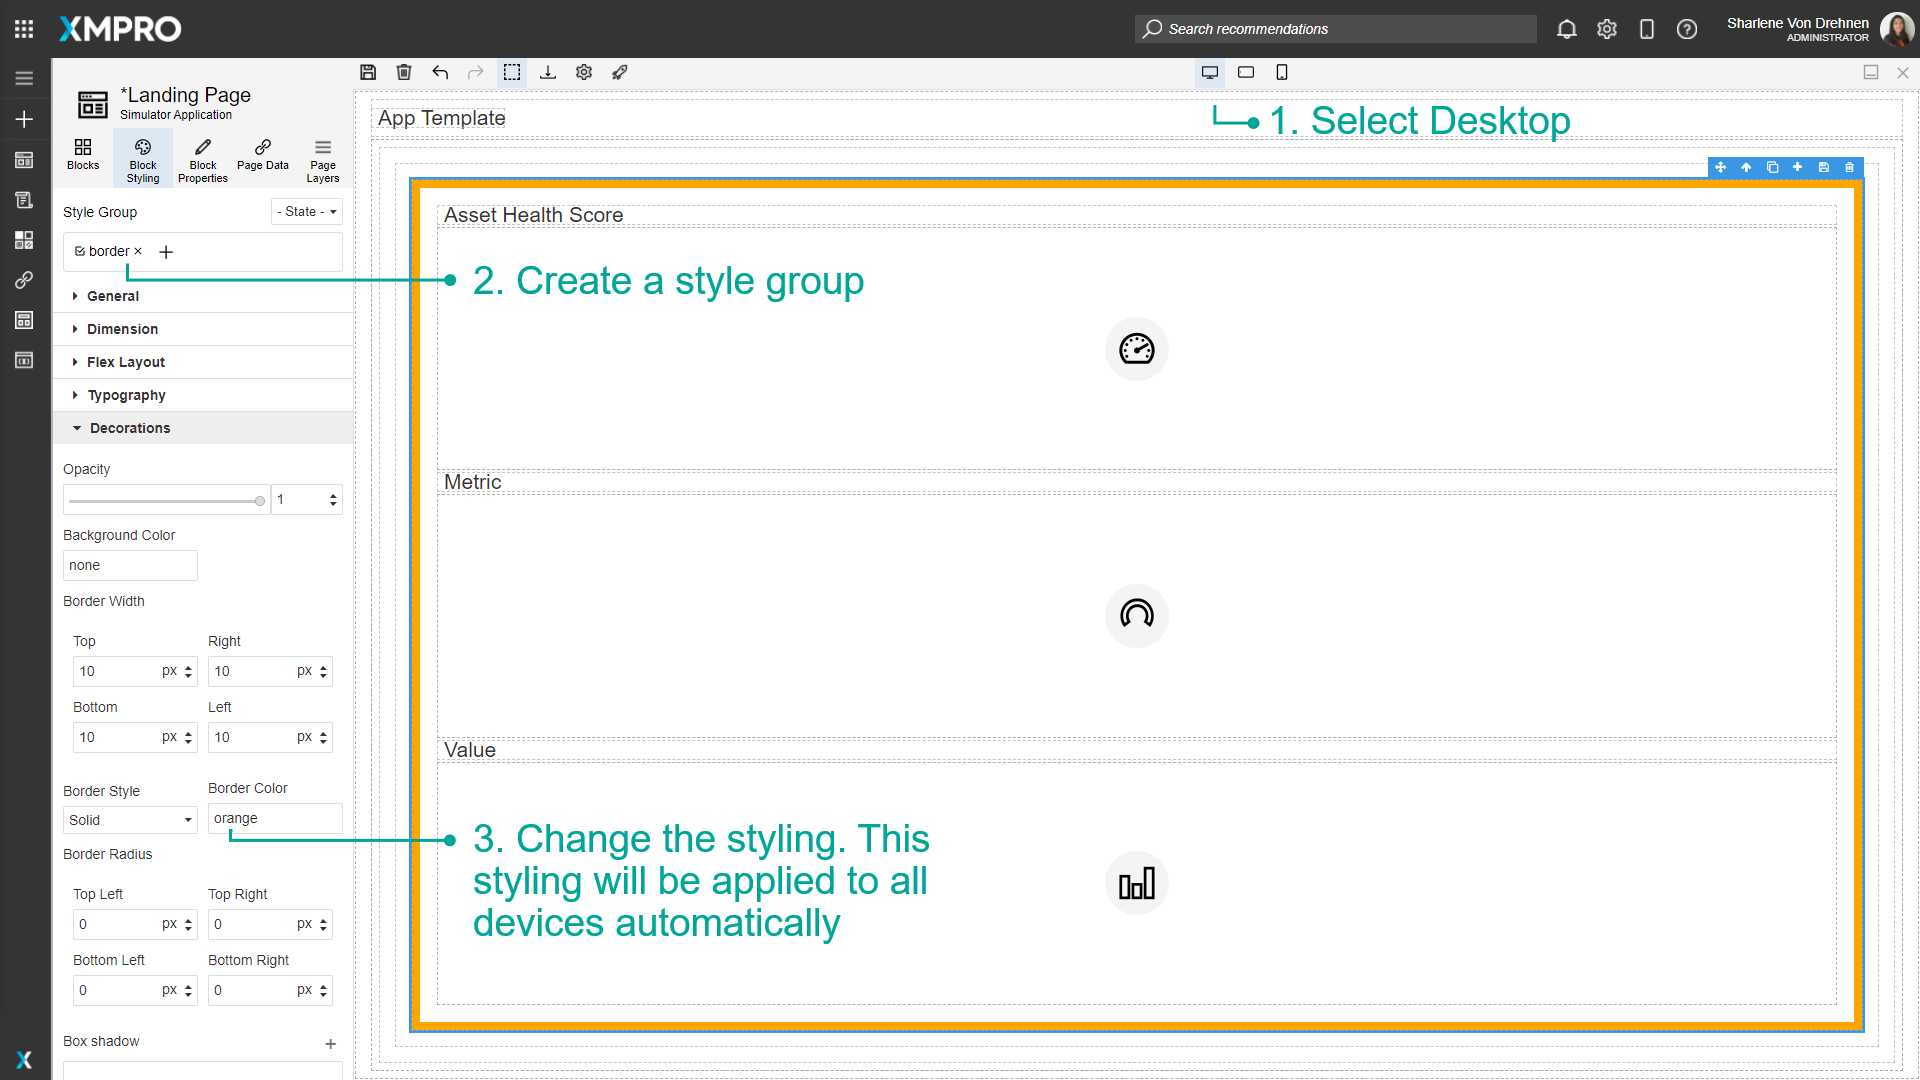 XMPRO
Search recommendations
Sharlene Von Drehnen
ADMINISTRATOR
*Landing Page
Simulator Application
Blocks
Block Styling
Block Properties
Page Data
Page Layers
Style Group
- State -
border ×
General
Dimension
Flex Layout
Typography
Decorations
Opacity
1
Background Color
none
Border Width
Top
Right
10 px
10 px
Bottom
Left
10 px
10 px
Border Style
Border Color
Solid
orange
Border Radius
Top Left
Top Right
0 px
0 px
Bottom Left
Bottom Right
0 px
0 px
Box shadow
App Template
1. Select Desktop
Asset Health Score
2. Create a style group
Metric
Value
3. Change the styling. This
styling will be applied to all
devices automatically